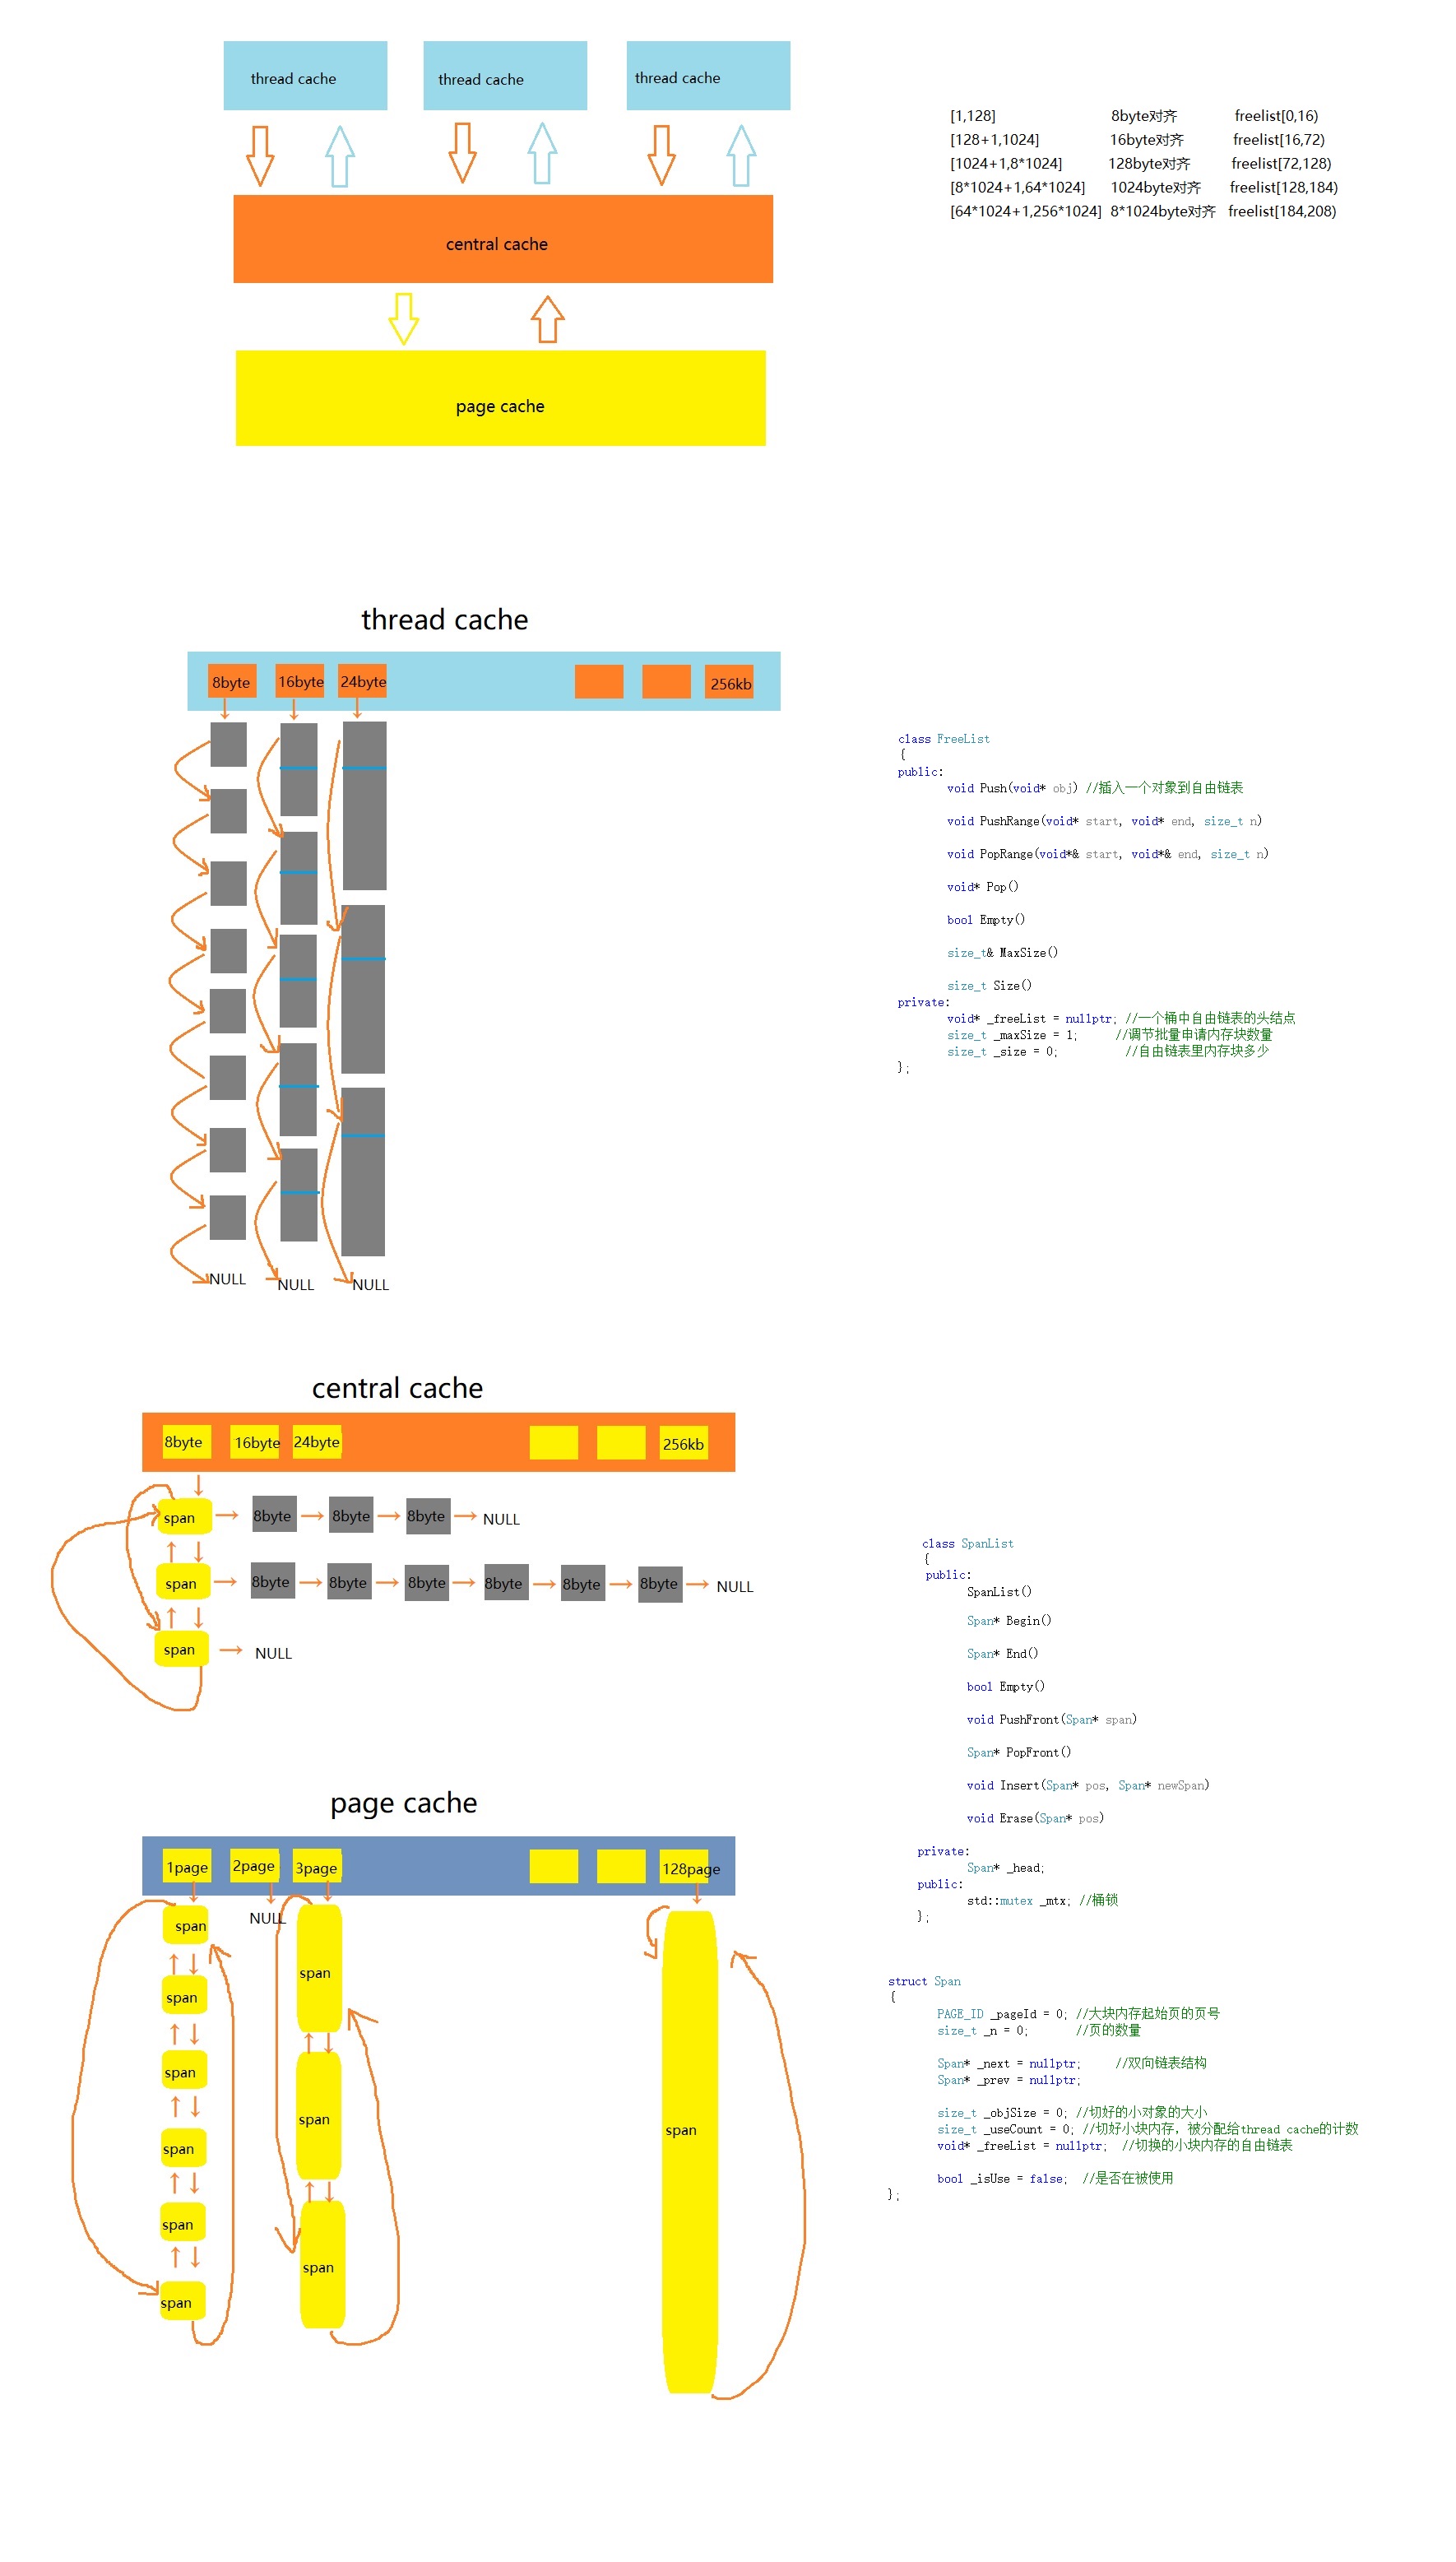 thread cache thread cache thread cache
central cache
page cache
[1,128] 8byte对齐 freelist[0,16)
[128+1,1024] 16byte对齐 freelist[16,72)
[1024+1,8*1024] 128byte对齐 freelist[72,128)
[8*1024+1,64*1024] 1024byte对齐 freelist[128,184)
[64*1024+1,256*1024] 8*1024byte对齐 freelist[184,208)
thread cache
8byte 16byte 24byte 256kb
NULL NULL NULL
class FreeList
{
public:
void Push(void* obj) //插入一个对象到自由链表
void PushRange(void* start, void* end, size_t n)
void PopRange(void*& start, void*& end, size_t n)
void* Pop()
bool Empty()
size_t& MaxSize()
size_t Size()
private:
void* _freeList = nullptr; //一个桶中自由链表的头结点
size_t _maxSize = 1; //调节批量申请内存块数量
size_t _size = 0; //自由链表里内存块多少
};
central cache
8byte 16byte 24byte 256kb
span 8byte 8byte 8byte NULL
span 8byte 8byte 8byte 8byte 8byte 8byte NULL
span NULL
class SpanList
{
public:
SpanList()
Span* Begin()
Span* End()
bool Empty()
void PushFront(Span* span)
Span* PopFront()
void Insert(Span* pos, Span* newSpan)
void Erase(Span* pos)
private:
Span* _head;
public:
std::mutex _mtx; //桶锁
};
page cache
1page 2page 3page 128page
NULL
span
span
span
span
span
span
span
span
span
span
struct Span
{
PAGE_ID _pageId = 0; //大块内存起始页的页号
size_t _n = 0; //页的数量
Span* _next = nullptr; //双向链表结构
Span* _prev = nullptr;
size_t _objSize = 0; //切好的小对象的大小
size_t _useCount = 0; //切好小块内存，被分配给thread cache的计数
void* _freeList = nullptr; //切换的小块内存的自由链表
bool _isUse = false; //是否在被使用
};